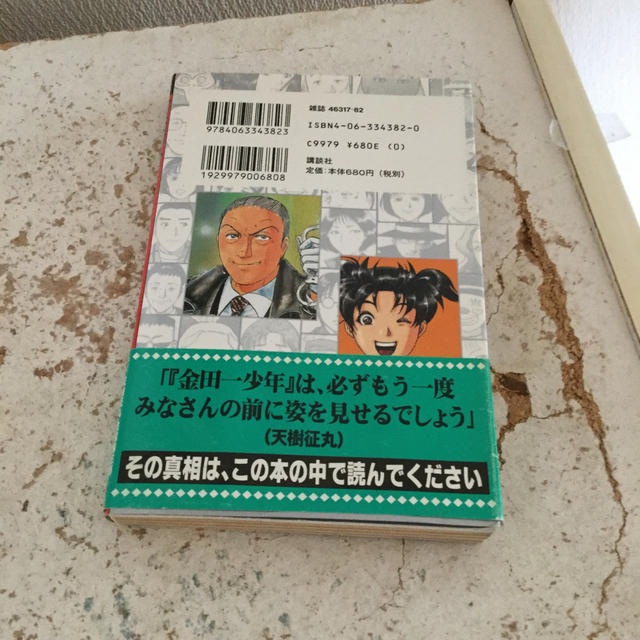 雑誌 46317-82
9784063343823
ISBN4-06-334382-0
C9979 ¥680E (0)
講談社
定価:本体680円(税別)
1929979006808
「『金田一少年』は、必ずもう一度
みなさんの前に姿を見せるでしょう」
(天樹征丸)
その真相は、この本の中で読んでください